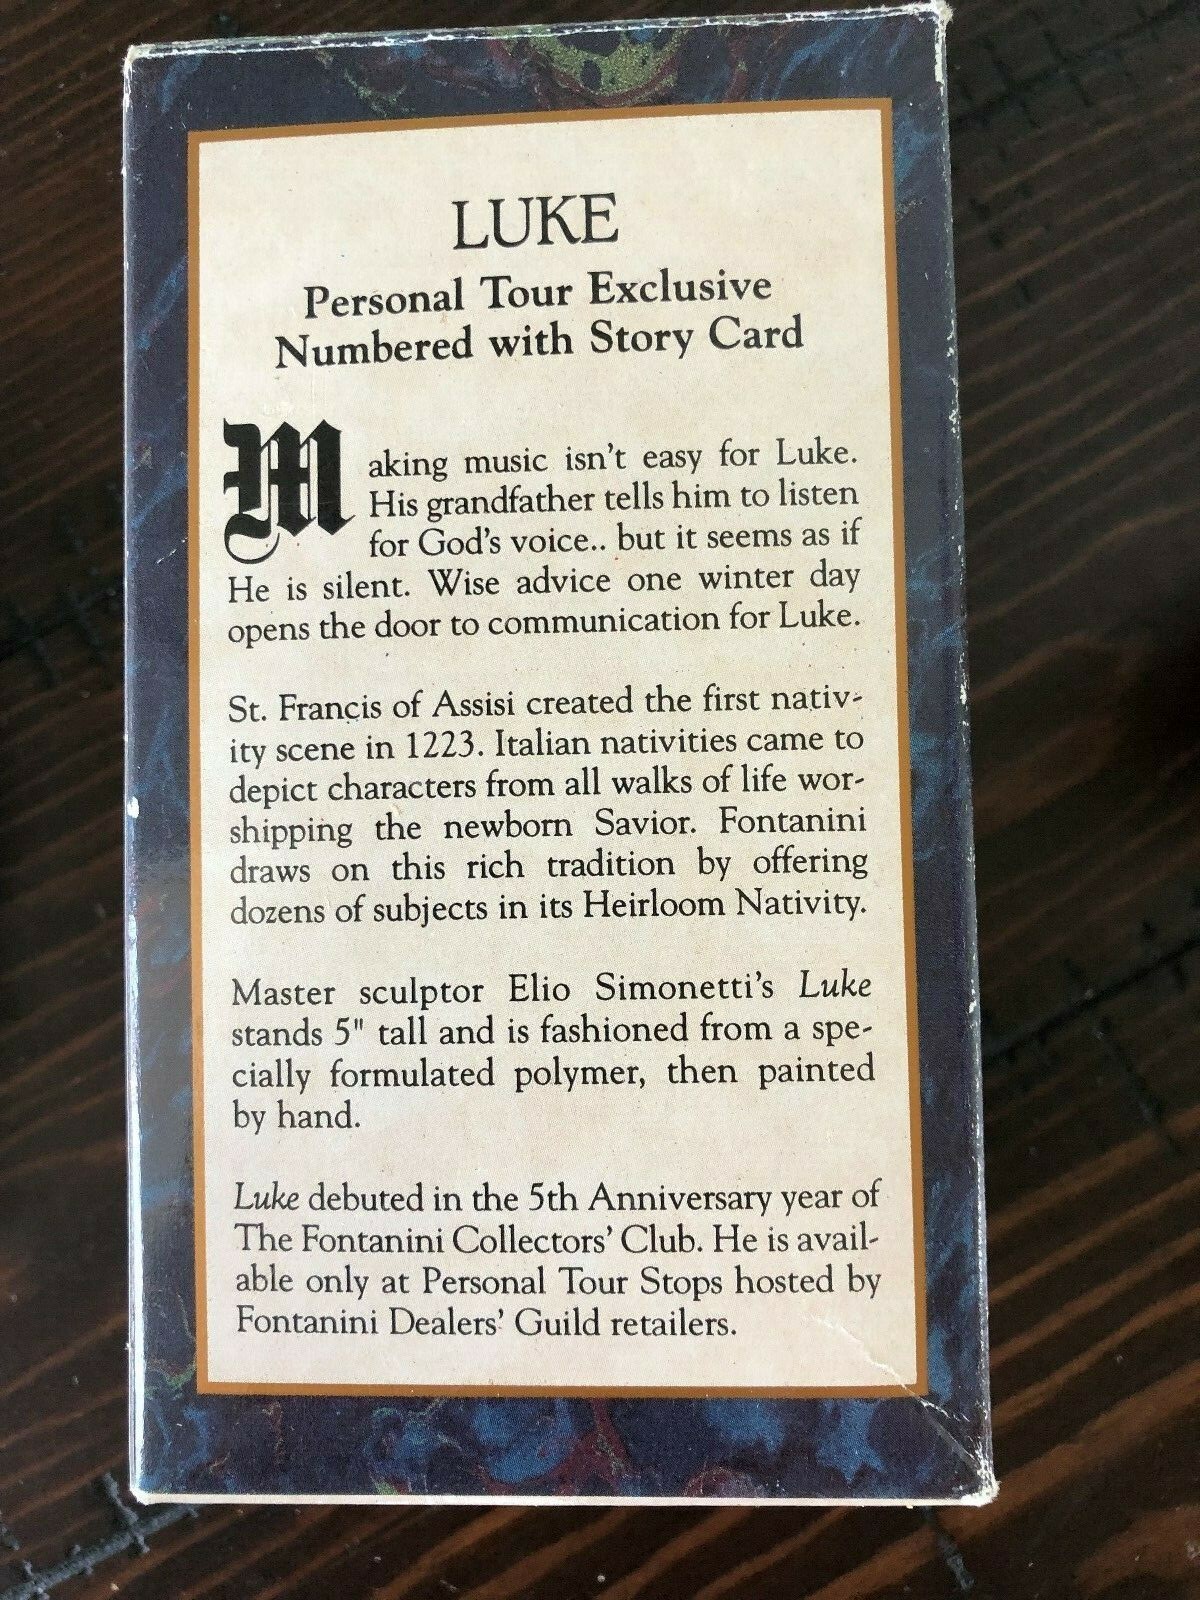 LUKE
Personal Tour Exclusive
Numbered with Story Card
Making music isn't easy for Luke.
His grandfather tells him to listen
for God's voice.. but it seems as if
He is silent. Wise advice one winter day
opens the door to communication for Luke.
St. Francis of Assisi created the first nativ-
ity scene in 1223. Italian nativities came to
depict characters from all walks of life wor-
shipping the newborn Savior. Fontanini
draws on this rich tradition by offering
dozens of subjects in its Heirloom Nativity.
Master sculptor Elio Simonetti's Luke
stands 5" tall and is fashioned from a spe-
cially formulated polymer, then painted
by hand.
Luke debuted in the 5th Anniversary year of
The Fontanini Collectors' Club. He is avail-
able only at Personal Tour Stops hosted by
Fontanini Dealers' Guild retailers.